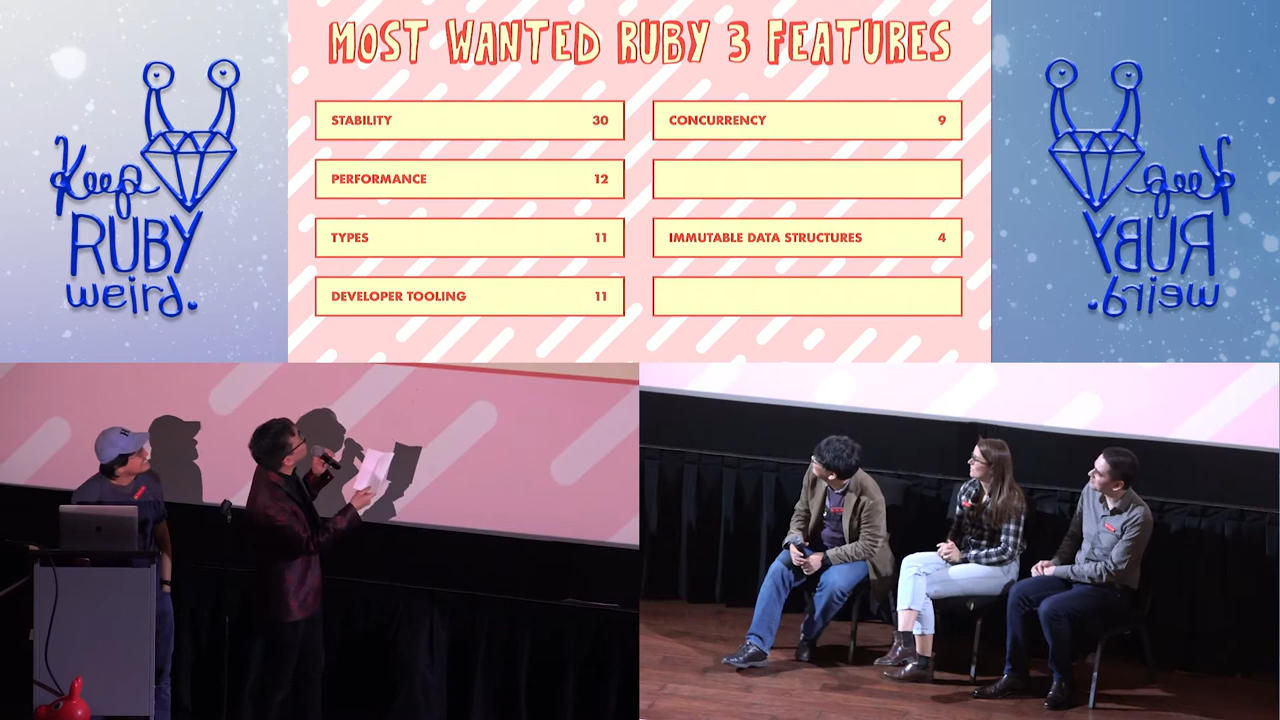 Keep
RUBY
weird.
MOST WANTED RUBY 3 FEATURES
STABILITY 30
PERFORMANCE 12
TYPES 11
DEVELOPER TOOLING 11
CONCURRENCY 9
IMMUTABLE DATA STRUCTURES 4
Keep
RUBY
weird.